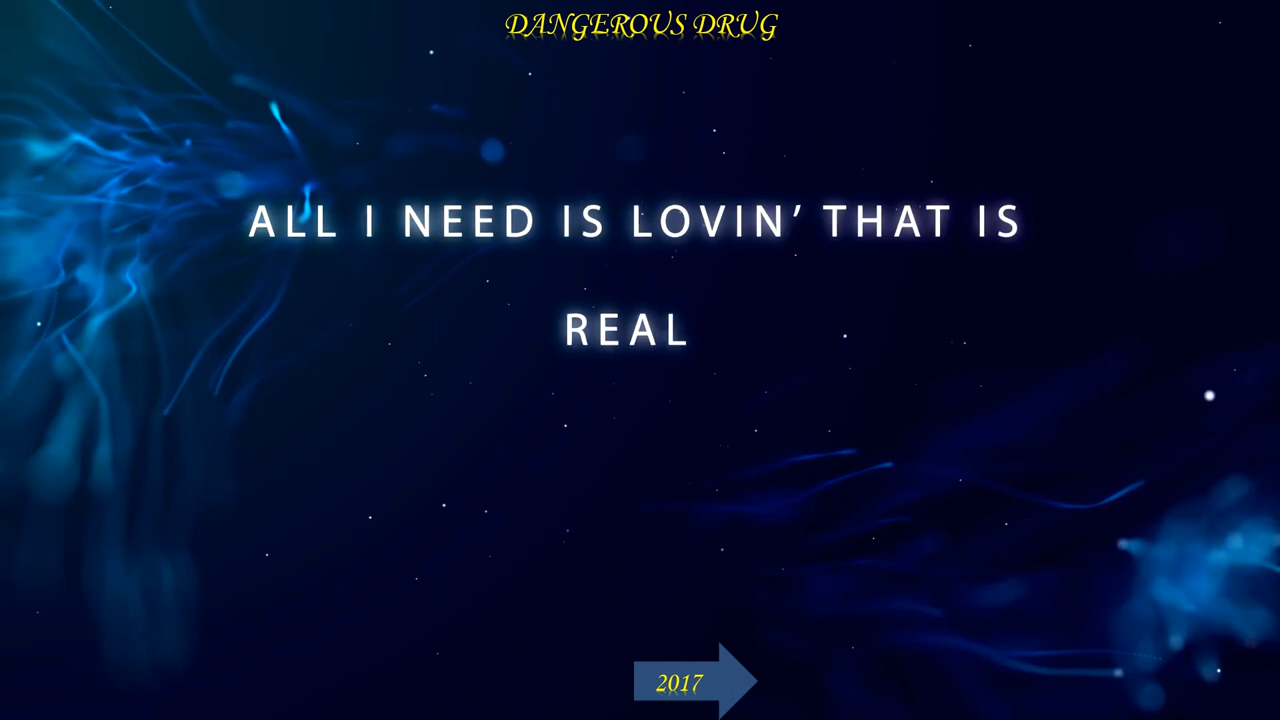 DANGEROUS DRUG
ALL I NEED IS LOVIN’ THAT IS
REAL
2017